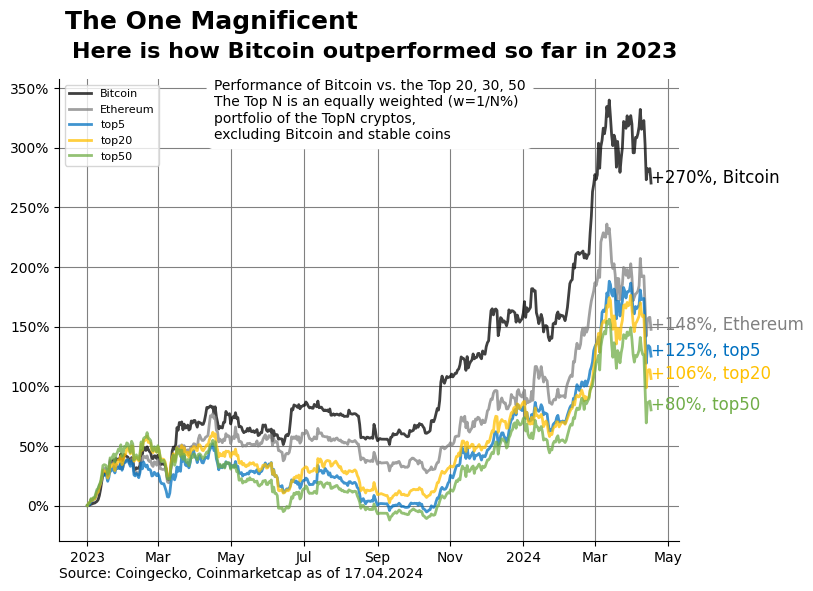 The One Magnificent
Here is how Bitcoin outperformed so far in 2023
Performance of Bitcoin vs. the Top 20, 30, 50
The Top N is an equally weighted (w=1/N%)
portfolio of the TopN cryptos,
excluding Bitcoin and stable coins
Bitcoin
Ethereum
top5
top20
top50
350%
300%
250%
200%
150%
100%
50%
0%
+270%, Bitcoin
+148%, Ethereum
+125%, top5
+106%, top20
+80%, top50
2023 Mar May Jul Sep Nov 2024 Mar May
Source: Coingecko, Coinmarketcap as of 17.04.2024